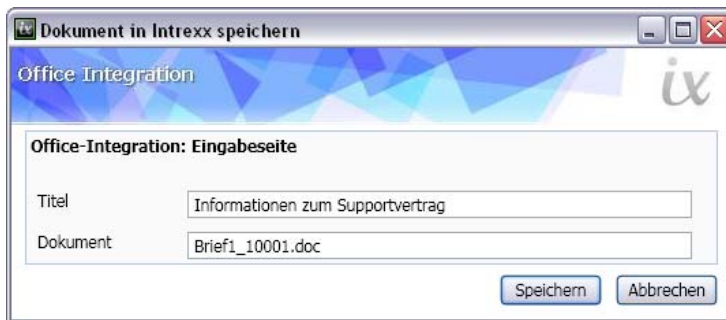 ix Dokument in Intrexx speichern
Office Integration
ix
Office-Integration: Eingabeseite
Titel Informationen zum Supportvertrag
Dokument Brief1_10001.doc
Speichern Abbrechen